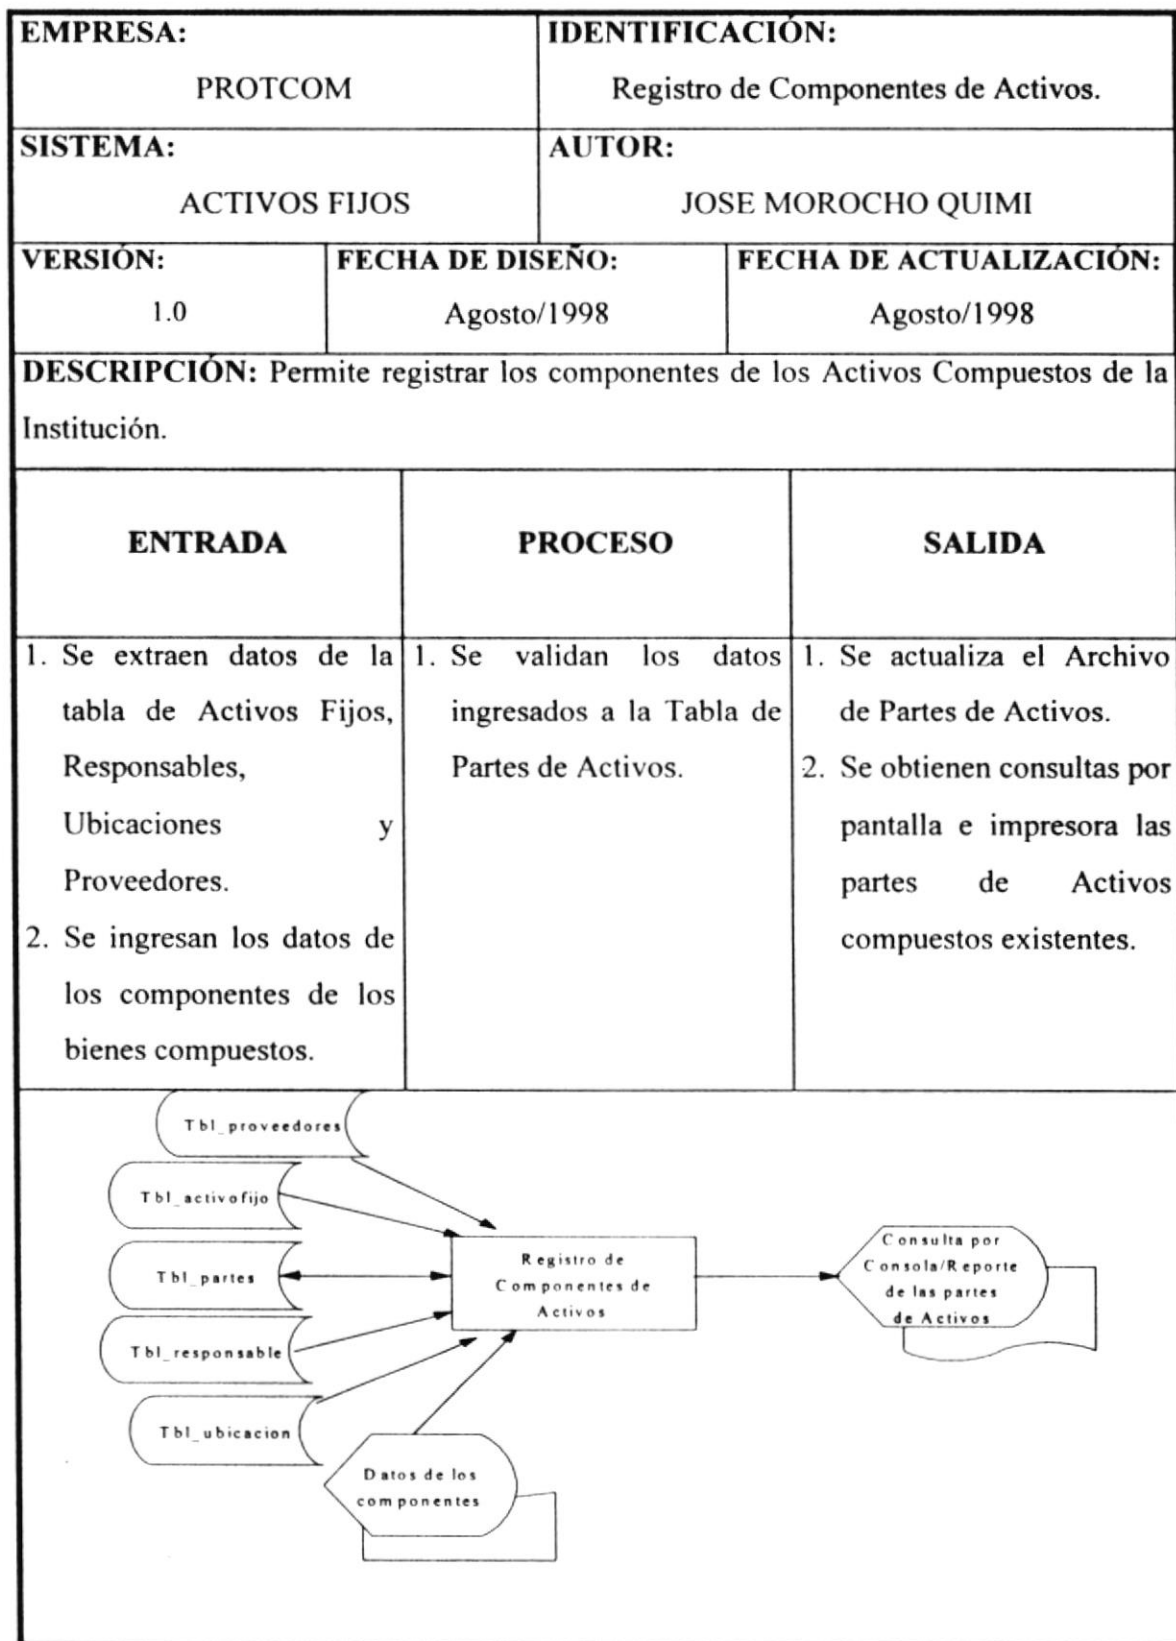 EMPRESA:
PROTCOM
IDENTIFICACIÓN:
Registro de Componentes de Activos.
SISTEMA:
ACTIVOS FIJOS
AUTOR:
JOSE MOROCHO QUIMI
VERSIÓN:
1.0
FECHA DE DISEÑO:
Agosto/1998
FECHA DE ACTUALIZACIÓN:
Agosto/1998
DESCRIPCIÓN: Permite registrar los componentes de los Activos Compuestos de la
Institución.
ENTRADA
PROCESO
SALIDA
1. Se extraen datos de la
tabla de Activos Fijos,
Responsables,
Ubicaciones y
Proveedores.
2. Se ingresan los datos de
los componentes de los
bienes compuestos.
1. Se validan los datos
ingresados a la Tabla de
Partes de Activos.
1. Se actualiza el Archivo
de Partes de Activos.
2. Se obtienen consultas por
pantalla e impresora las
partes de Activos
compuestos existentes.
Tbl_proveedores
Tbl_activofijo
Tbl_partes
Tbl_responsable
Tbl_ubicacion
Datos de los
componentes
Registro de
Componentes de
Activos
Consulta por
Consola/Reporte
de las partes
de Activos